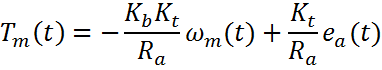 $T_m(t) = -\frac{K_b K_t}{R_a} \omega_m(t) + \frac{K_t}{R_a} e_a(t)$